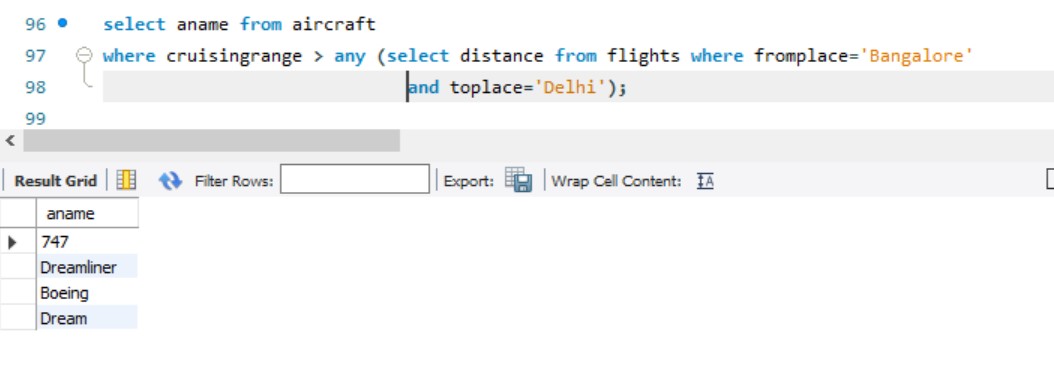 96 select aname from aircraft
97 where cruisingrange > any (select distance from flights where fromplace='Bangalore'
98 and toplace='Delhi');
99
Result Grid Filter Rows: Export: Wrap Cell Content: IA
aname
747
Dreamliner
Boeing
Dream